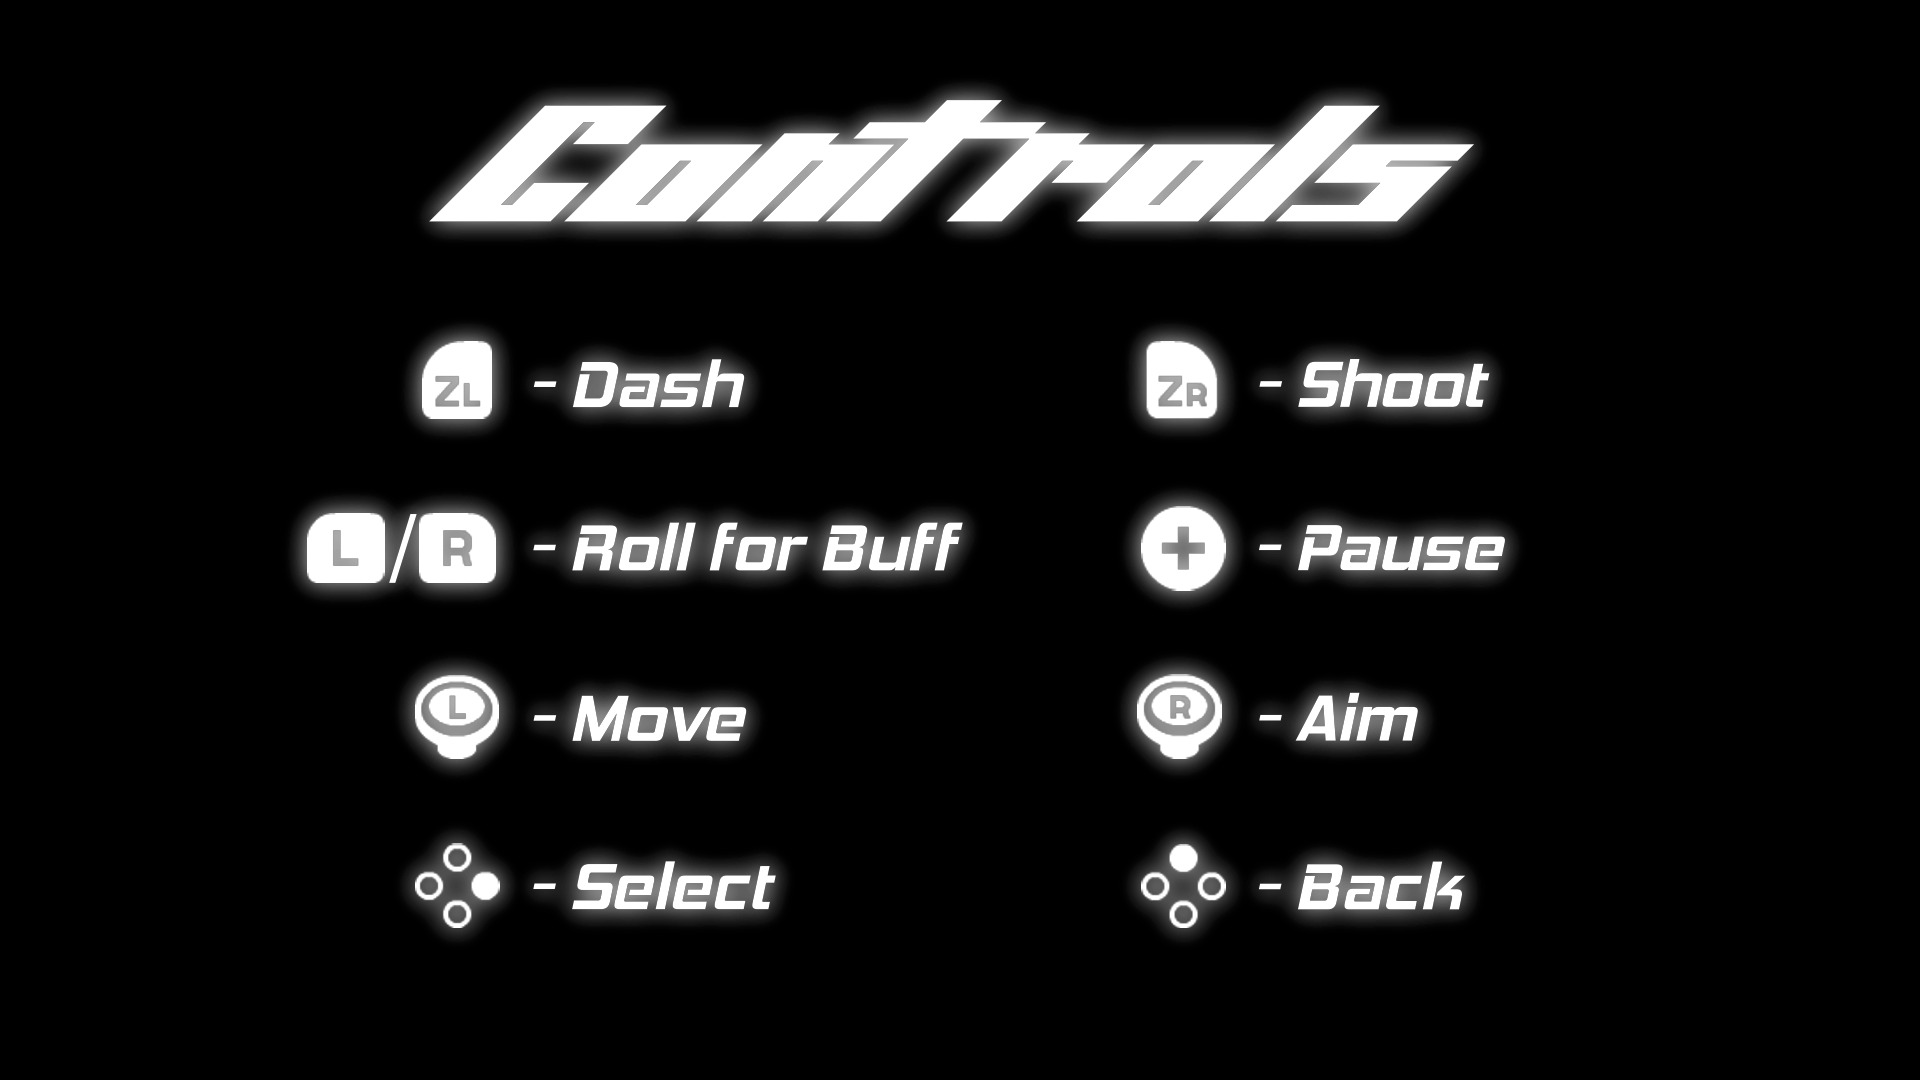 Controls
ZL - Dash
ZR - Shoot
L/R - Roll for Buff
+ - Pause
L - Move
R - Aim
- Select
- Back